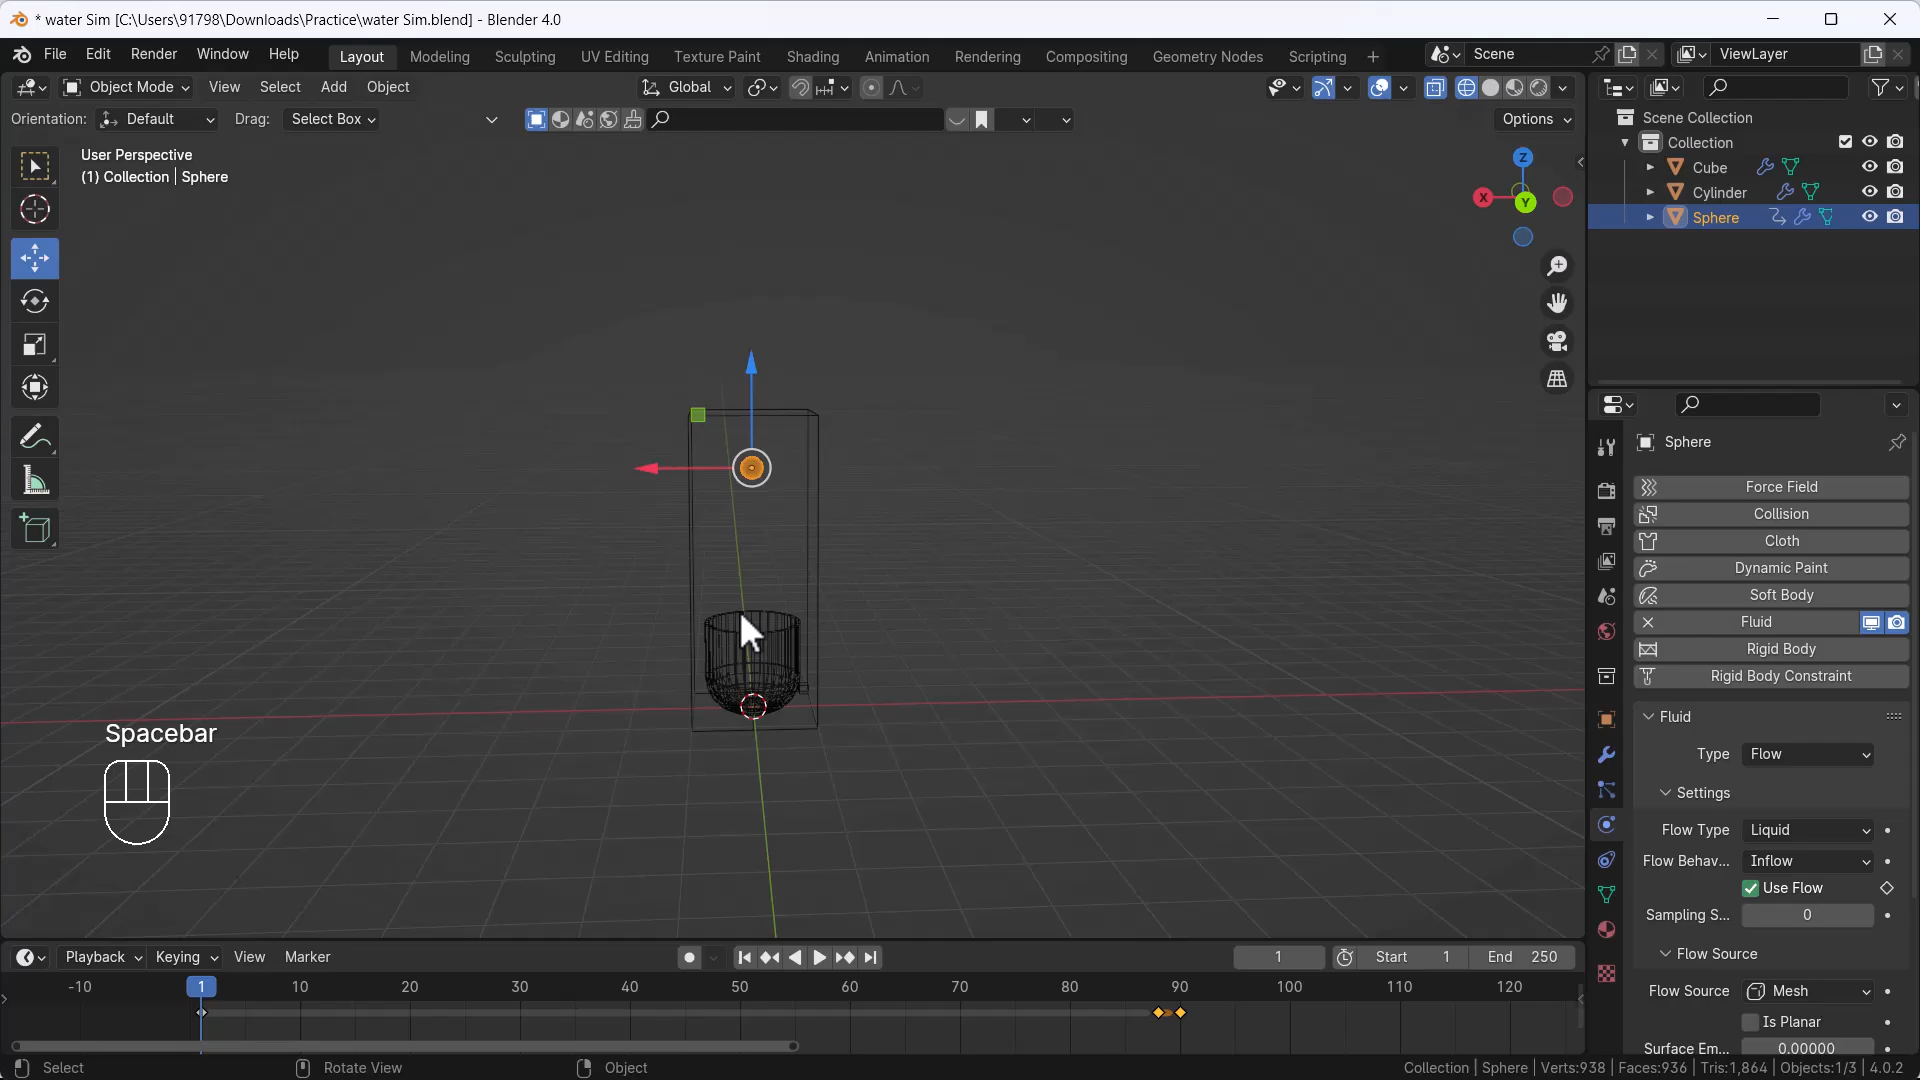 * water Sim [C:\Users\91798\Downloads\Practice\water Sim.blend] - Blender 4.0
File Edit Render Window Help Layout Modeling Sculpting UV Editing Texture Paint Shading Animation Rendering Compositing Geometry Nodes Scripting + Scene ViewLayer
Object Mode View Select Add Object Global
Orientation: Default Drag: Select Box Options
User Perspective
(1) Collection | Sphere
Z
X
Y
Scene Collection
Collection
Cube
Cylinder
Sphere
Sphere
Force Field
Collision
Cloth
Dynamic Paint
Soft Body
Fluid
Rigid Body
Rigid Body Constraint
Fluid
Type Flow
Settings
Flow Type Liquid
Flow Behav... Inflow
Use Flow
Sampling S... 0
Flow Source
Flow Source Mesh
Is Planar
Surface Em... 0.00000
Spacebar
Playback Keying View Marker 1 Start 1 End 250
-10 1 10 20 30 40 50 60 70 80 90 100 110 120
Select Rotate View Object Collection | Sphere | Verts:938 | Faces:936 | Tris:1,864 | Objects:1/3 | 4.0.2